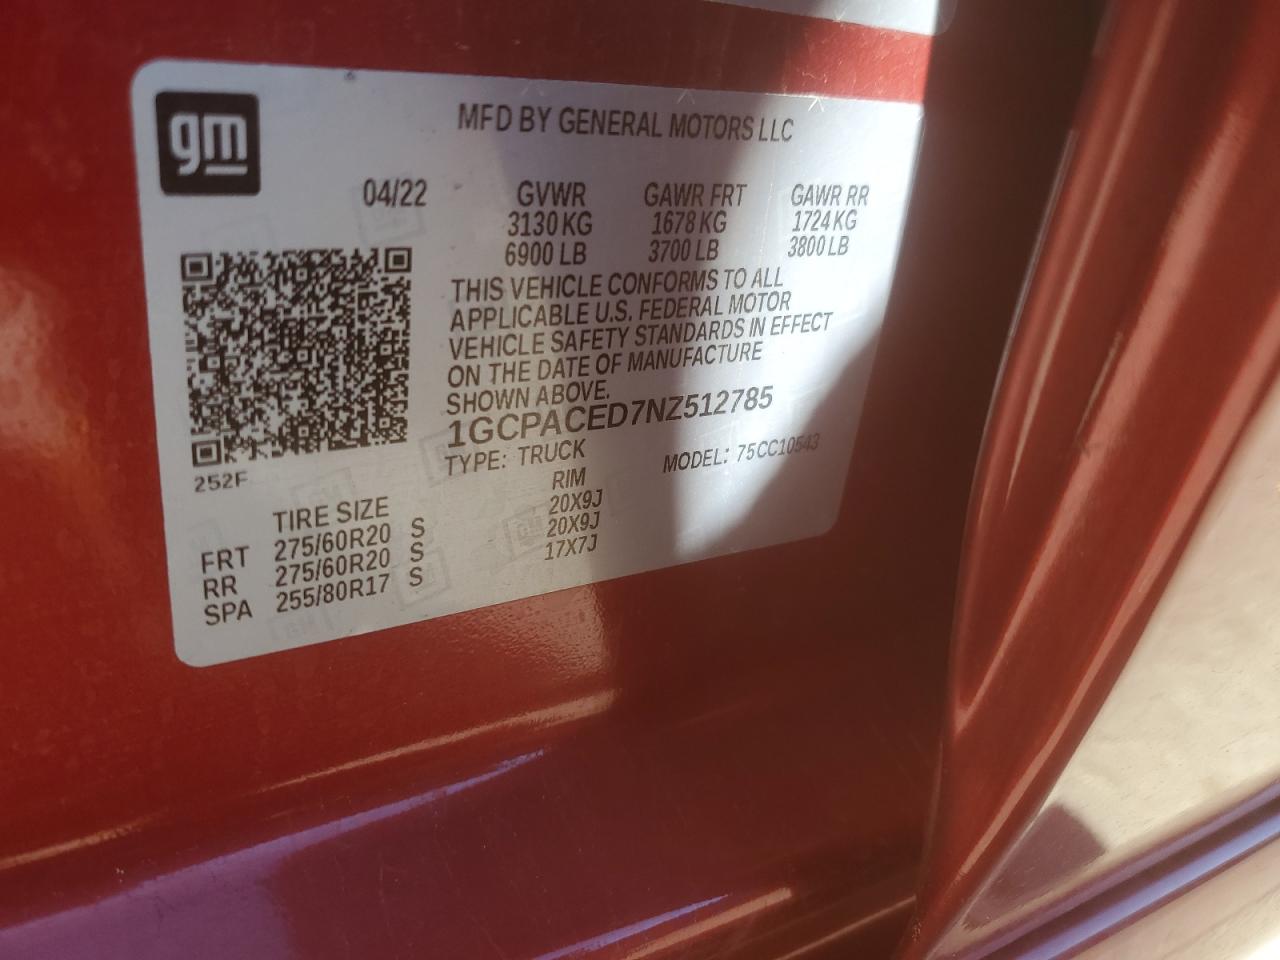 gm
MFD BY GENERAL MOTORS LLC
04/22 GVWR GAWR FRT GAWR RR
3130 KG 1678 KG 1724 KG
6900 LB 3700 LB 3800 LB
THIS VEHICLE CONFORMS TO ALL
APPLICABLE U.S. FEDERAL MOTOR
VEHICLE SAFETY STANDARDS IN EFFECT
ON THE DATE OF MANUFACTURE
SHOWN ABOVE.
1GCPACED7NZ512785
TYPE: TRUCK MODEL: 75CC10543
252F
TIRE SIZE RIM
FRT 275/60R20 S 20X9J
RR 275/60R20 S 20X9J
SPA 255/80R17 S 17X7J